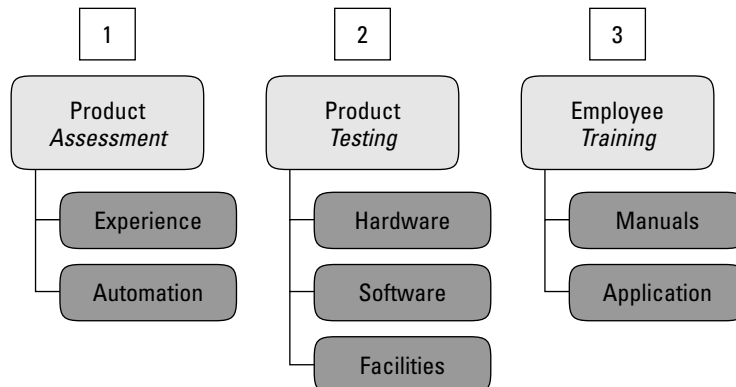 1
Product
Assessment
Experience
Automation
2
Product
Testing
Hardware
Software
Facilities
3
Employee
Training
Manuals
Application